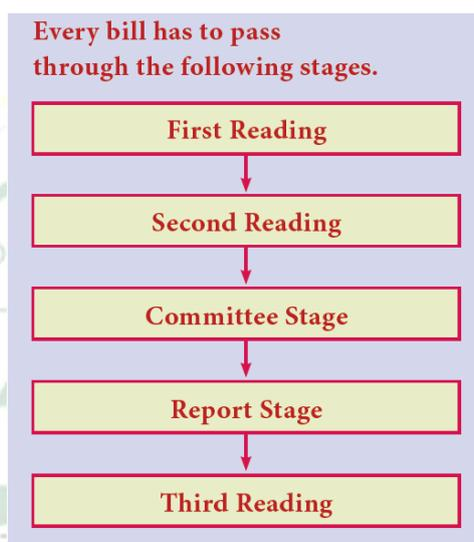 Every bill has to pass
through the following stages.
First Reading
Second Reading
Committee Stage
Report Stage
Third Reading